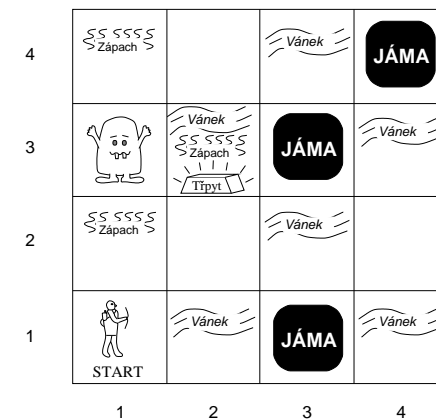 4
Zápach
Vánek
JÁMA
3
Vánek
Zápach
Třpyt
JÁMA
Vánek
2
Zápach
Vánek
1
START
Vánek
JÁMA
Vánek
1 2 3 4